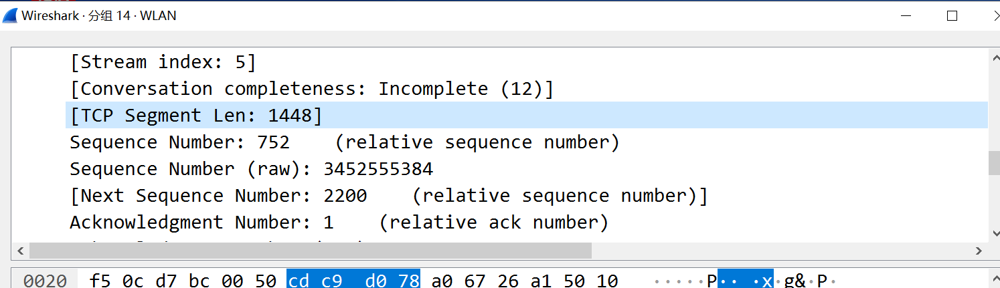 Wireshark · 分组 14 · WLAN
[Stream index: 5]
[Conversation completeness: Incomplete (12)]
[TCP Segment Len: 1448]
Sequence Number: 752    (relative sequence number)
Sequence Number (raw): 3452555384
[Next Sequence Number: 2200    (relative sequence number)]
Acknowledgment Number: 1    (relative ack number)
0020  f5 0c d7 bc 00 50 cd c9  d0 78 a0 67 26 a1 50 10  ·····P·· ·x·g&·P·